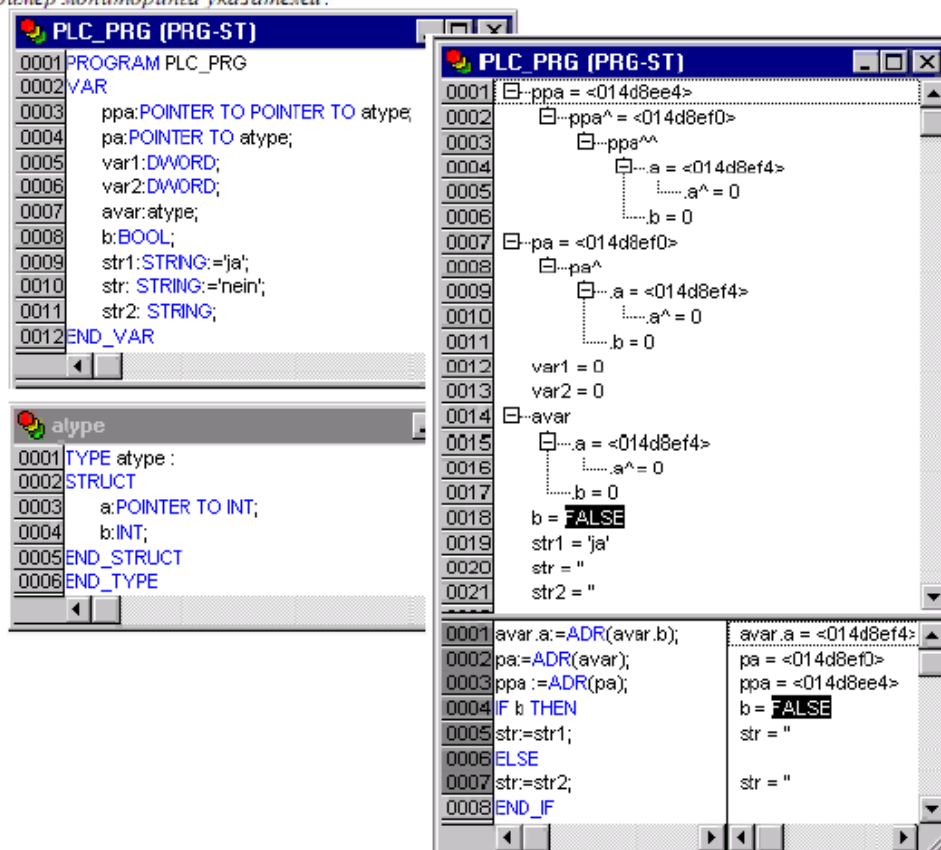 мониторинга указателей:
PLC_PRG (PRG-ST)
0001 PROGRAM PLC_PRG
0002 VAR
0003 ppa:POINTER TO POINTER TO atype;
0004 pa:POINTER TO atype;
0005 var1:DWORD;
0006 var2:DWORD;
0007 avar:atype;
0008 b:BOOL;
0009 str1:STRING:='ja';
0010 str: STRING:='nein';
0011 str2: STRING;
0012 END_VAR
atype
0001 TYPE atype :
0002 STRUCT
0003 a:POINTER TO INT;
0004 b:INT;
0005 END_STRUCT
0006 END_TYPE
PLC_PRG (PRG-ST)
0001 ppa = <014d8ee4>
0002 ppa^ = <014d8ef0>
0003 ppa^^
0004 .a = <014d8ef4>
0005 .a^ = 0
0006 .b = 0
0007 pa = <014d8ef0>
0008 pa^
0009 .a = <014d8ef4>
0010 .a^ = 0
0011 .b = 0
0012 var1 = 0
0013 var2 = 0
0014 avar
0015 .a = <014d8ef4>
0016 .a^ = 0
0017 .b = 0
0018 b = FALSE
0019 str1 = 'ja'
0020 str = ''
0021 str2 = ''
0001 avar.a:=ADR(avar.b); avar.a = <014d8ef4>
0002 pa:=ADR(avar); pa = <014d8ef0>
0003 ppa :=ADR(pa); ppa = <014d8ee4>
0004 IF b THEN b = FALSE
0005 str:=str1; str = ''
0006 ELSE
0007 str:=str2; str = ''
0008 END_IF